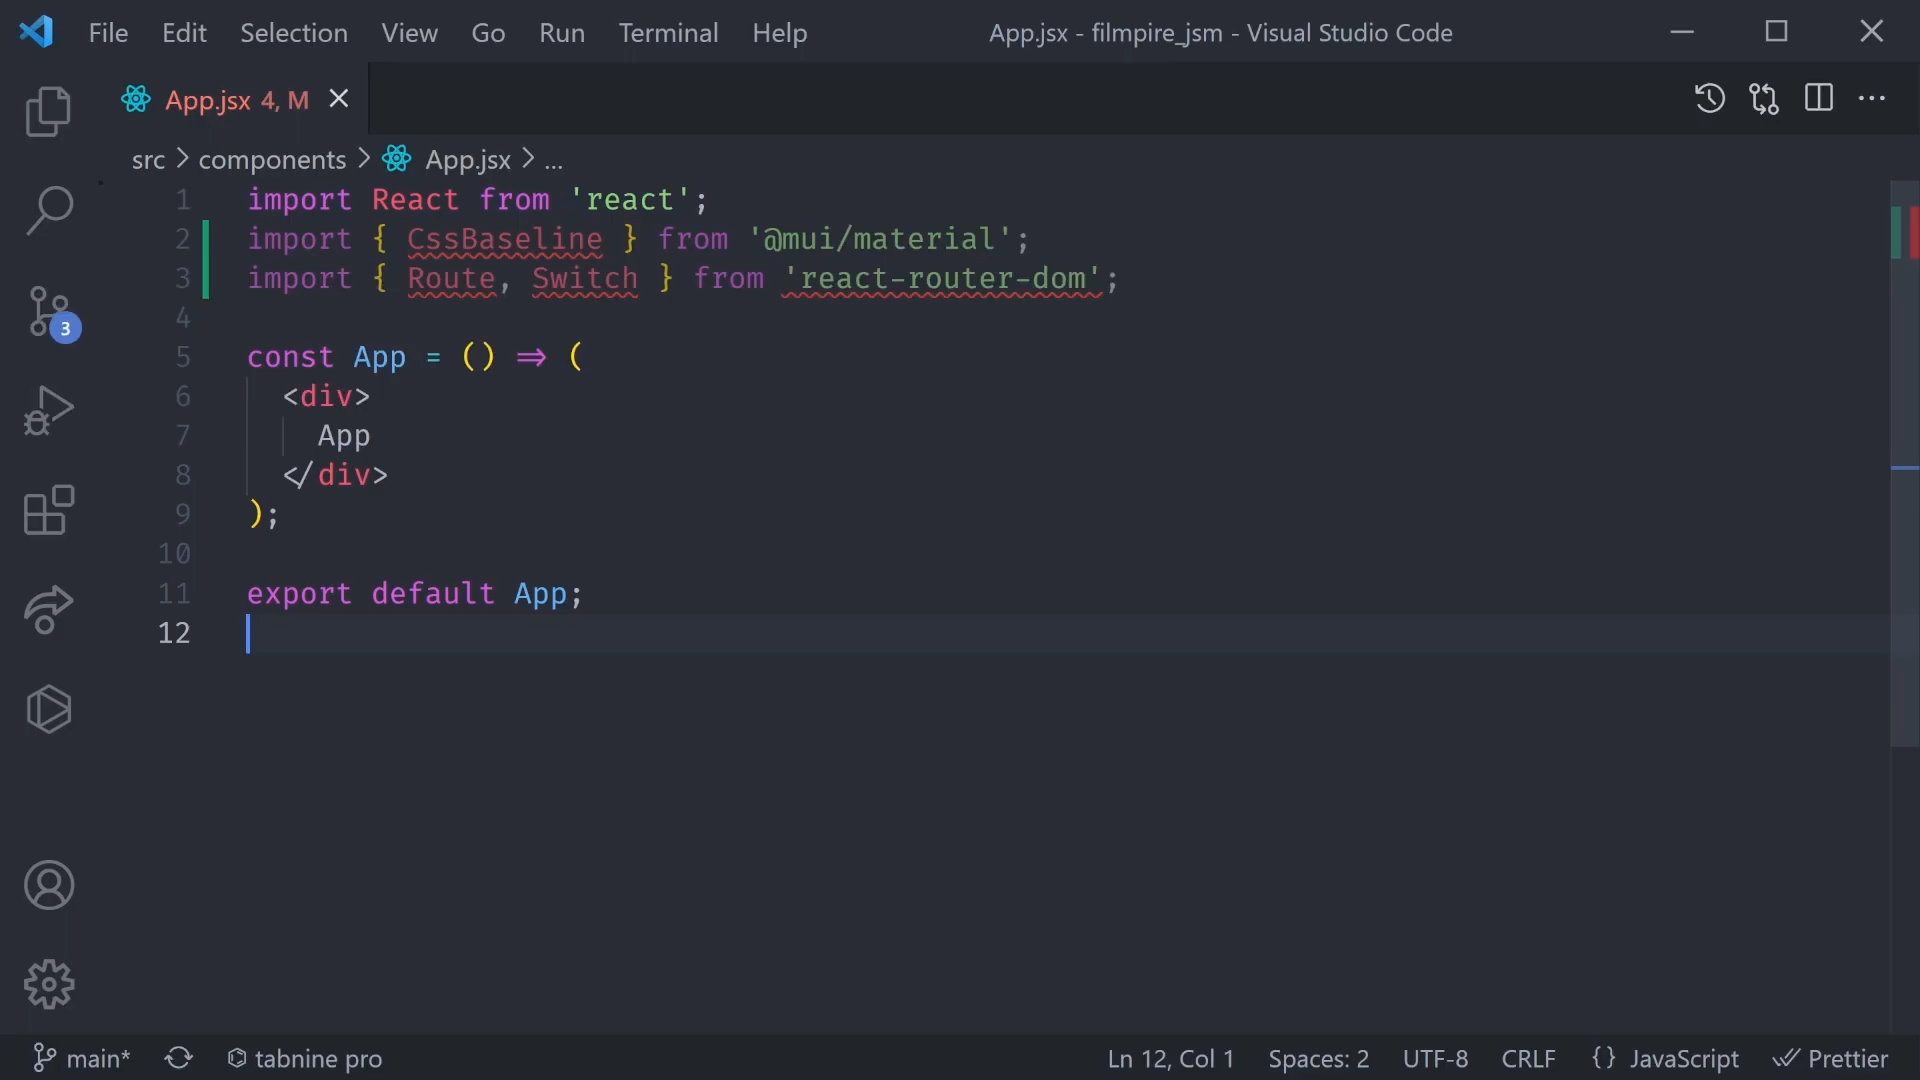 File Edit Selection View Go Run Terminal Help App.jsx - filmpire_jsm - Visual Studio Code
App.jsx 4, M
src > components > App.jsx > ...
1 import React from 'react';
2 import { CssBaseline } from '@mui/material';
3 import { Route, Switch } from 'react-router-dom';
4
5 const App = () => (
6 <div>
7 App
8 </div>
9 );
10
11 export default App;
12
3
main* tabnine pro Ln 12, Col 1 Spaces: 2 UTF-8 CRLF {} JavaScript Prettier